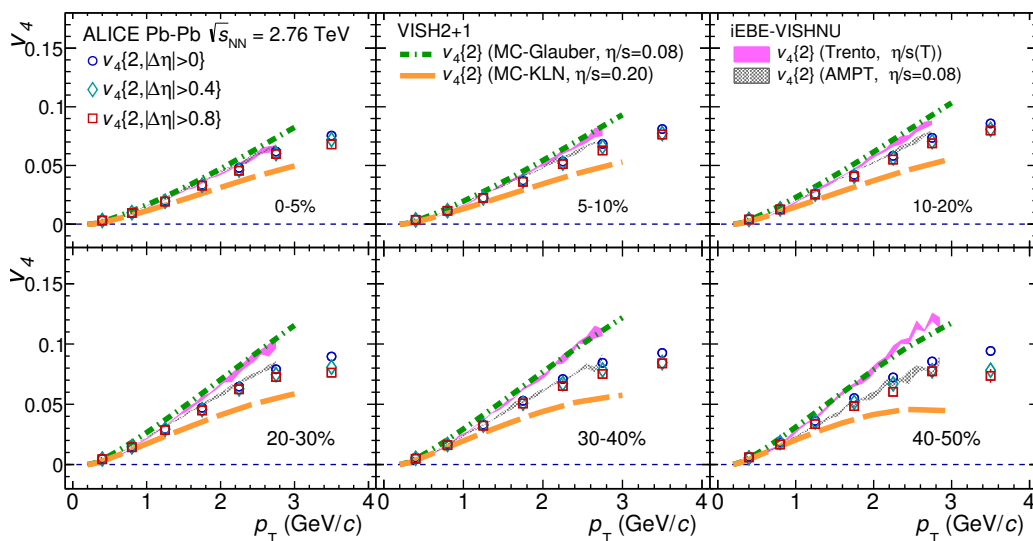 v₄
0.15
0.1
0.05
0
ALICE Pb-Pb √sNN = 2.76 TeV
v₄{2,|Δη|>0}
v₄{2,|Δη|>0.4}
v₄{2,|Δη|>0.8}
0-5%
VISH2+1
v₄{2} (MC-Glauber, η/s=0.08)
v₄{2} (MC-KLN, η/s=0.20)
5-10%
iEBE-VISHNU
v₄{2} (Trento, η/s(T))
v₄{2} (AMPT, η/s=0.08)
10-20%
v₄
0.15
0.1
0.05
0
20-30%
30-40%
40-50%
0 1 2 3 4 0 1 2 3 4 0 1 2 3 4
p_T (GeV/c)
p_T (GeV/c)
p_T (GeV/c)